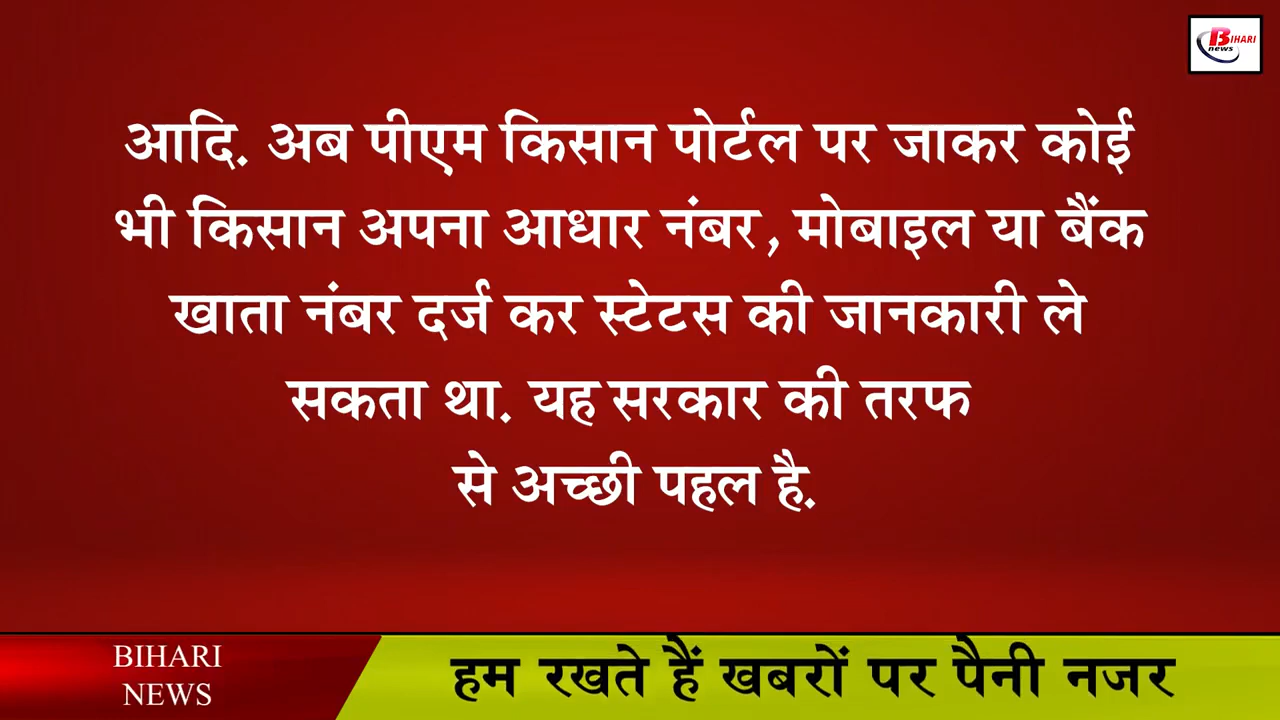 BIHARI
news
आदि. अब पीएम किसान पोर्टल पर जाकर कोई
भी किसान अपना आधार नंबर, मोबाइल या बैंक
खाता नंबर दर्ज कर स्टेटस की जानकारी ले
सकता था. यह सरकार की तरफ
से अच्छी पहल है.
BIHARI
NEWS
हम रखते हैं खबरों पर पैनी नजर